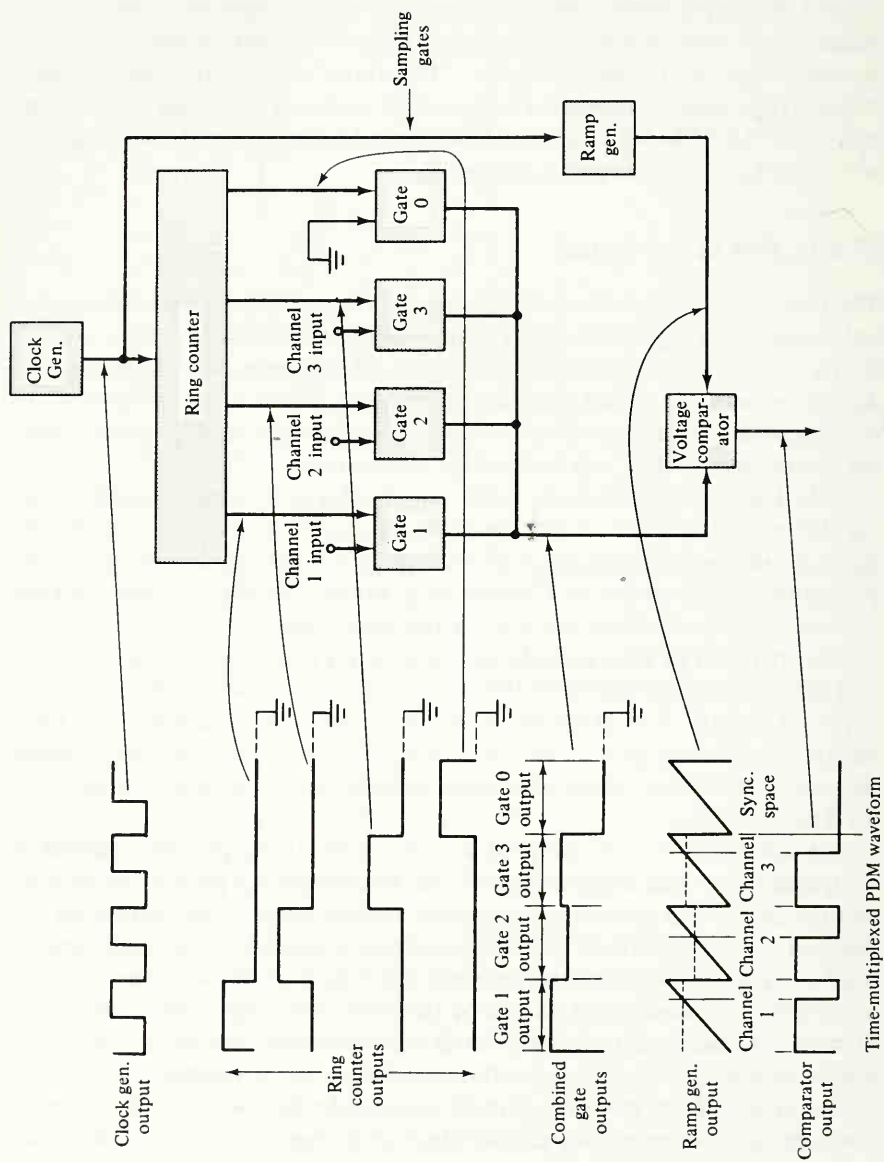 Clock
Gen.
Sampling
gates
Ring counter
Channel
1 input
Channel
2 input
Channel
3 input
Gate
1
Gate
2
Gate
3
Gate
0
Ramp
gen.
Voltage
compar-
ator
Clock gen.
output
Ring
counter
outputs
Gate 1
output
Gate 2
output
Gate 3
output
Gate 0
output
Combined
gate
outputs
Ramp gen.
output
Channel
1
Channel
2
Channel
3
Sync.
space
Comparator
output
Time-multiplexed PDM waveform